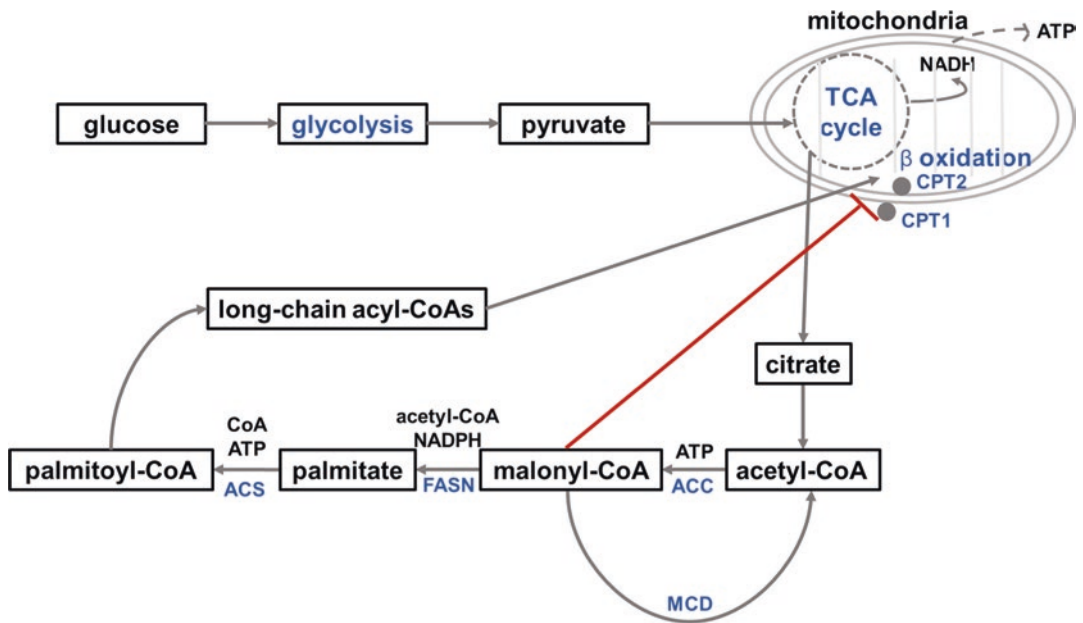 mitochondria
ATP
NADH
TCA
cycle
glucose
glycolysis
pyruvate
β oxidation
CPT2
CPT1
long-chain acyl-CoAs
citrate
CoA
ATP
acetyl-CoA
NADPH
ATP
palmitoyl-CoA
palmitate
malonyl-CoA
acetyl-CoA
ACS
FASN
ACC
MCD